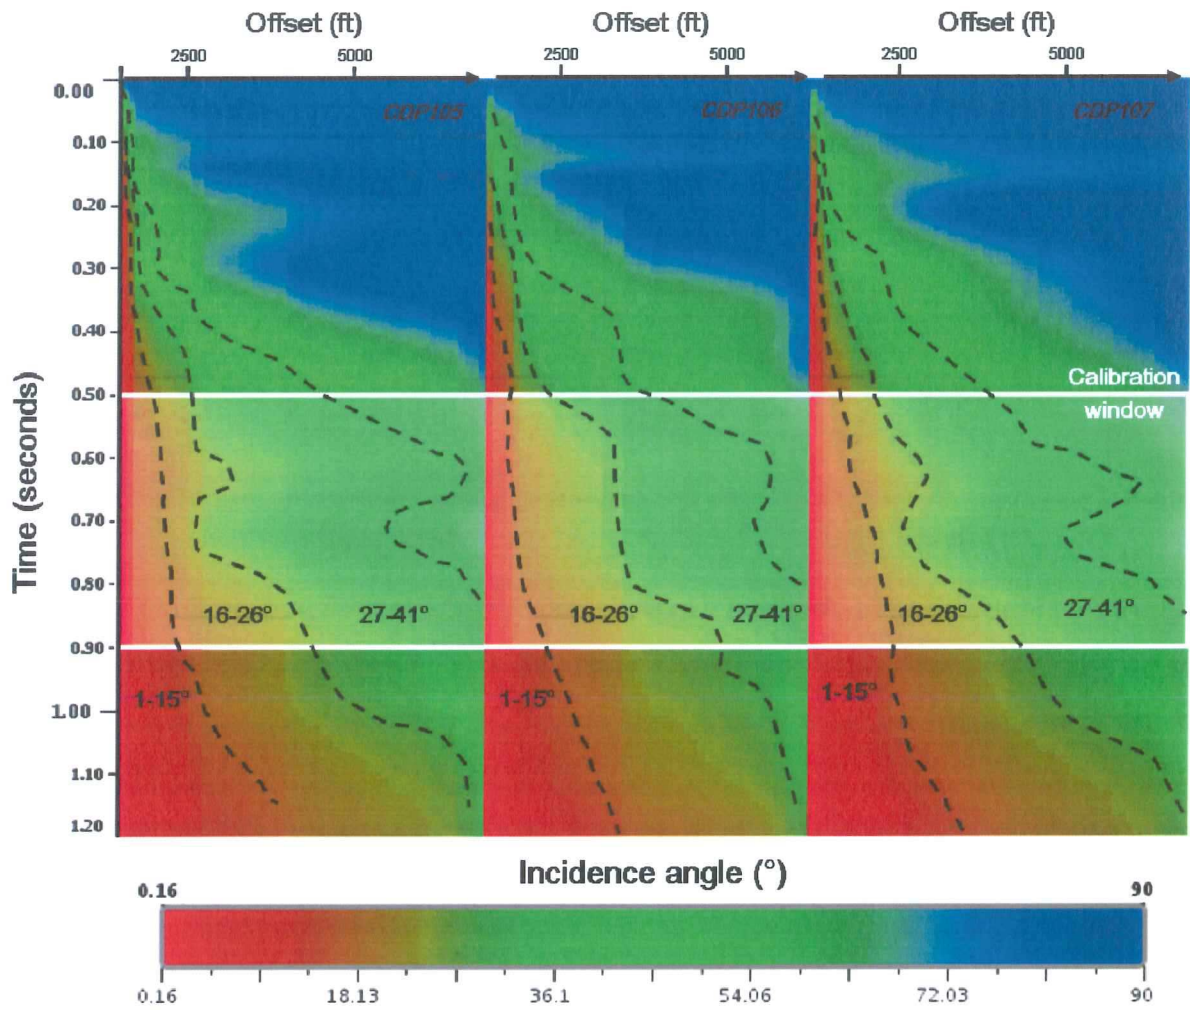 Offset (ft) Offset (ft) Offset (ft)
2500 5000 2500 5000 2500 5000
CDP105 CDP106 CDP107
0.00
0.10
0.20
0.30
0.40
0.50
0.60
0.70
0.80
0.90
1.00
1.10
1.20
Time (seconds)
Calibration
window
16-26° 27-41° 16-26° 27-41° 16-26° 27-41°
1-15° 1-15° 1-15°
Incidence angle (°)
0.16 90
0.16 18.13 36.1 54.06 72.03 90